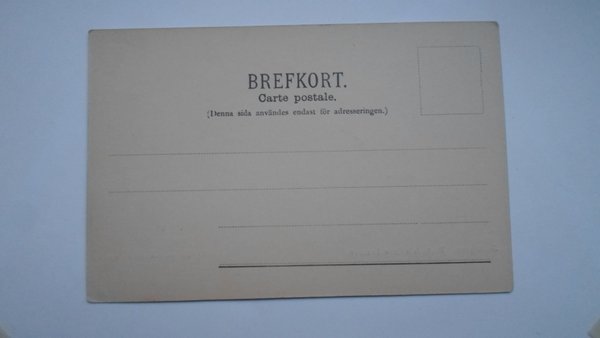 BREFKORT.
Carte postale.
(Denna sida användes endast för adresseringen.)